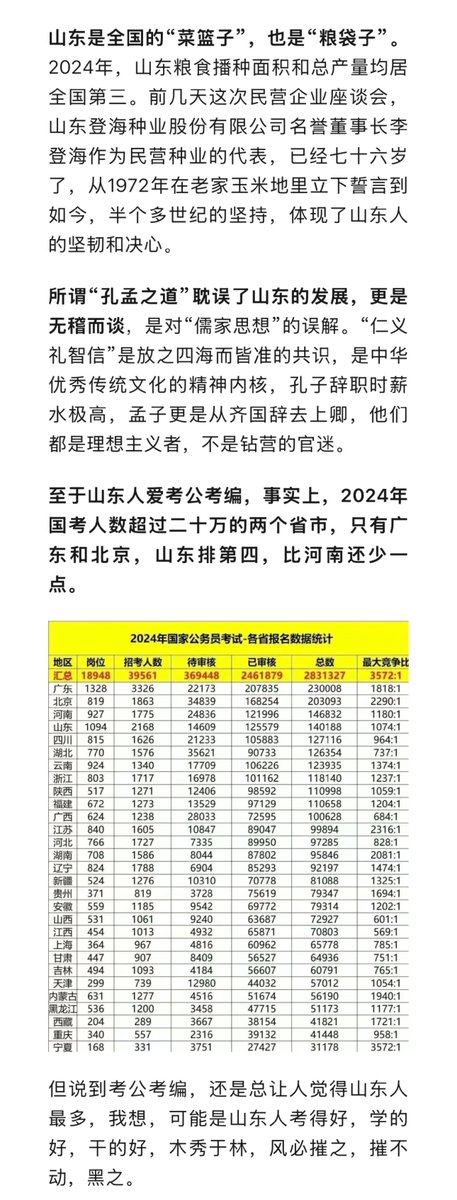 山东是全国的“菜篮子”，也是“粮袋子”。
2024年，山东粮食播种面积和总产量均居
全国第三。前几天这次民营企业座谈会，
山东登海种业股份有限公司名誉董事长李
登海作为民营种业的代表，已经七十六岁
了，从1972年在老家玉米地里立下誓言到
如今，半个多世纪的坚持，体现了山东人
的坚韧和决心。
所谓“孔孟之道”耽误了山东的发展，更是
无稽而谈，是对“儒家思想”的误解。“仁义
礼智信”是放之四海而皆准的共识，是中华
优秀传统文化的精神内核，孔子辞职时薪
水极高，孟子更是从齐国辞去上卿，他们
都是理想主义者，不是钻营的官迷。
至于山东人爱考公考编，事实上，2024年
国考人数超过二十万的两个省市，只有广
东和北京，山东排第四，比河南还少一
点。
2024年国家公务员考试-各省报名数据统计
地区 岗位 招考人数 待审核 已审核 总数 最大竞争比
汇总 18948 39561 369448 2461879 2831327 3572:1
广东 1328 3326 22173 207835 230008 1818:1
北京 819 1863 34839 168254 203093 2290:1
河南 927 1775 24836 121996 146832 1180:1
山东 1094 2168 14609 125579 140188 1074:1
四川 815 1626 21233 105883 127116 964:1
湖北 770 1576 35621 90733 126354 737:1
云南 924 1340 17709 106226 123935 1374:1
浙江 803 1717 16978 101162 118140 1237:1
陕西 517 1271 12406 98592 110998 1059:1
福建 672 1273 13529 97129 110658 1204:1
广西 624 1238 28033 72595 100628 684:1
江苏 840 1605 10847 89047 99894 2316:1
河北 766 1727 7335 89950 97285 828:1
湖南 708 1586 8044 87802 95846 2081:1
辽宁 824 1788 6904 85293 92197 1474:1
新疆 524 1276 10310 70778 81088 1325:1
贵州 371 819 3728 75619 79347 1694:1
安徽 559 1185 9542 69772 79314 1202:1
山西 531 1061 9240 63687 72927 601:1
江西 454 1013 4932 65871 70803 569:1
上海 364 967 4816 60962 65778 785:1
甘肃 447 907 8409 56527 64936 751:1
吉林 494 1093 4184 56607 60791 765:1
天津 299 739 12980 44032 57012 1054:1
内蒙古 631 1277 4516 51674 56190 1940:1
黑龙江 536 1200 3458 47715 51173 1177:1
西藏 204 289 3667 38154 41821 1721:1
重庆 340 557 2316 39132 41448 958:1
宁夏 168 331 3751 27427 31178 3572:1
但说到考公考编，还是总让人觉得山东人
最多，我想，可能是山东人考得好，学的
好，干的好，木秀于林，风必摧之，摧不
动，黑之。